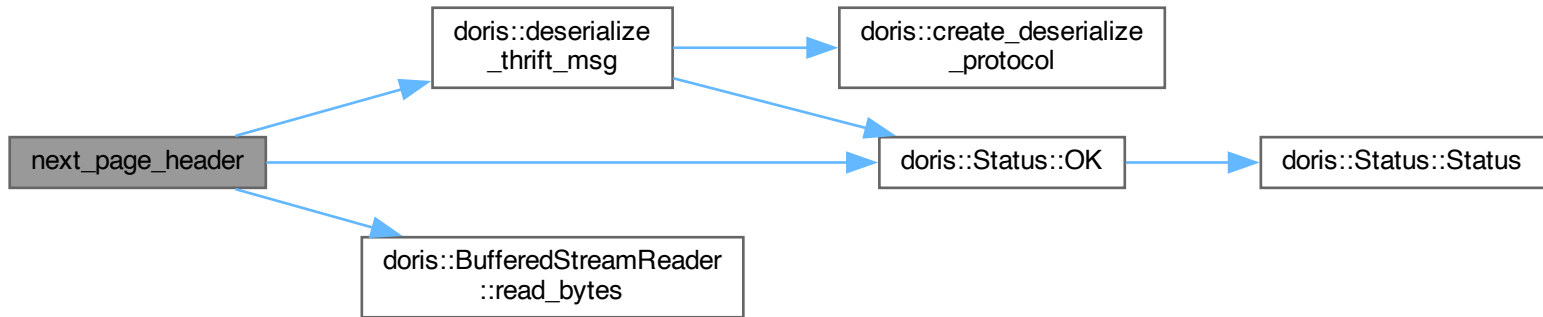 doris::deserialize
_thrift_msg
doris::create_deserialize
_protocol
next_page_header
doris::Status::OK
doris::Status::Status
doris::BufferedStreamReader
::read_bytes